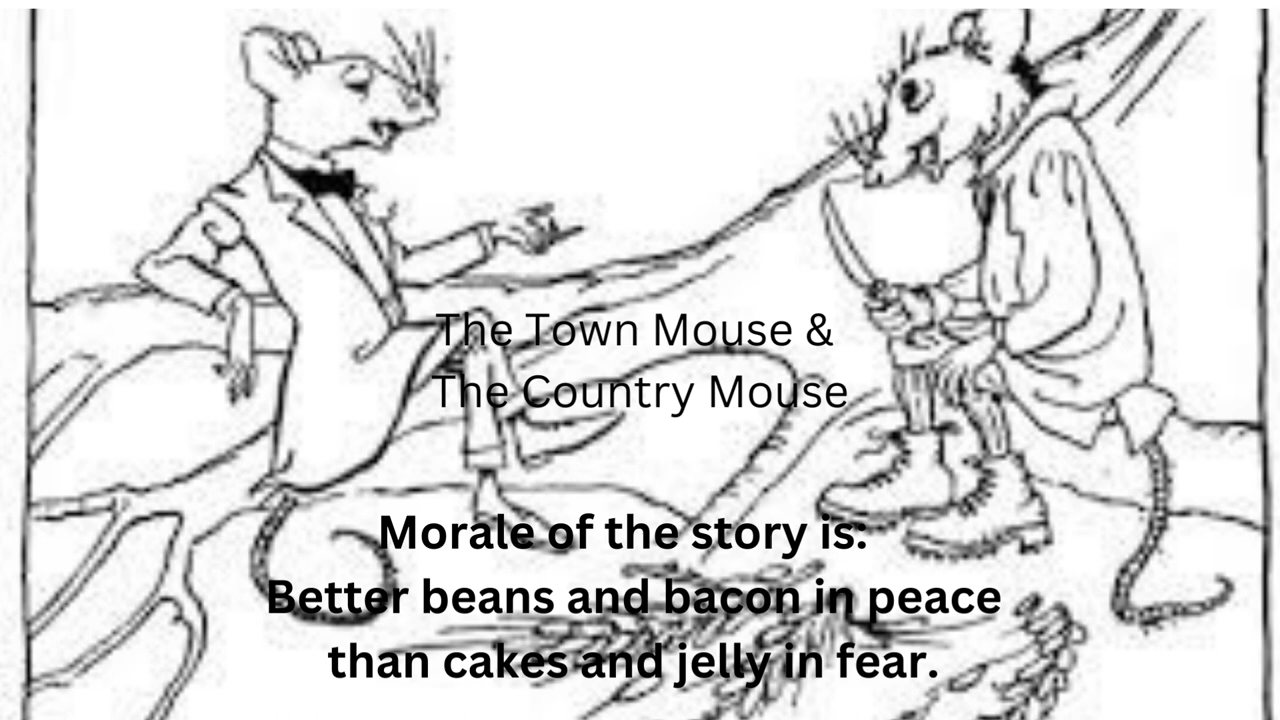 The Town Mouse &
The Country Mouse
Morale of the story is:
Better beans and bacon in peace
than cakes and jelly in fear.